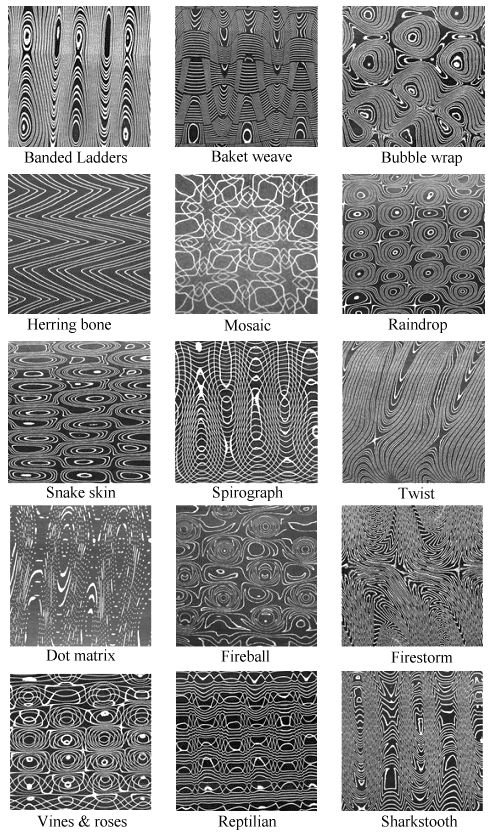 Banded Ladders
Baket weave
Bubble wrap
Herring bone
Mosaic
Raindrop
Snake skin
Spirograph
Twist
Dot matrix
Fireball
Firestorm
Vines & roses
Reptilian
Sharkstooth